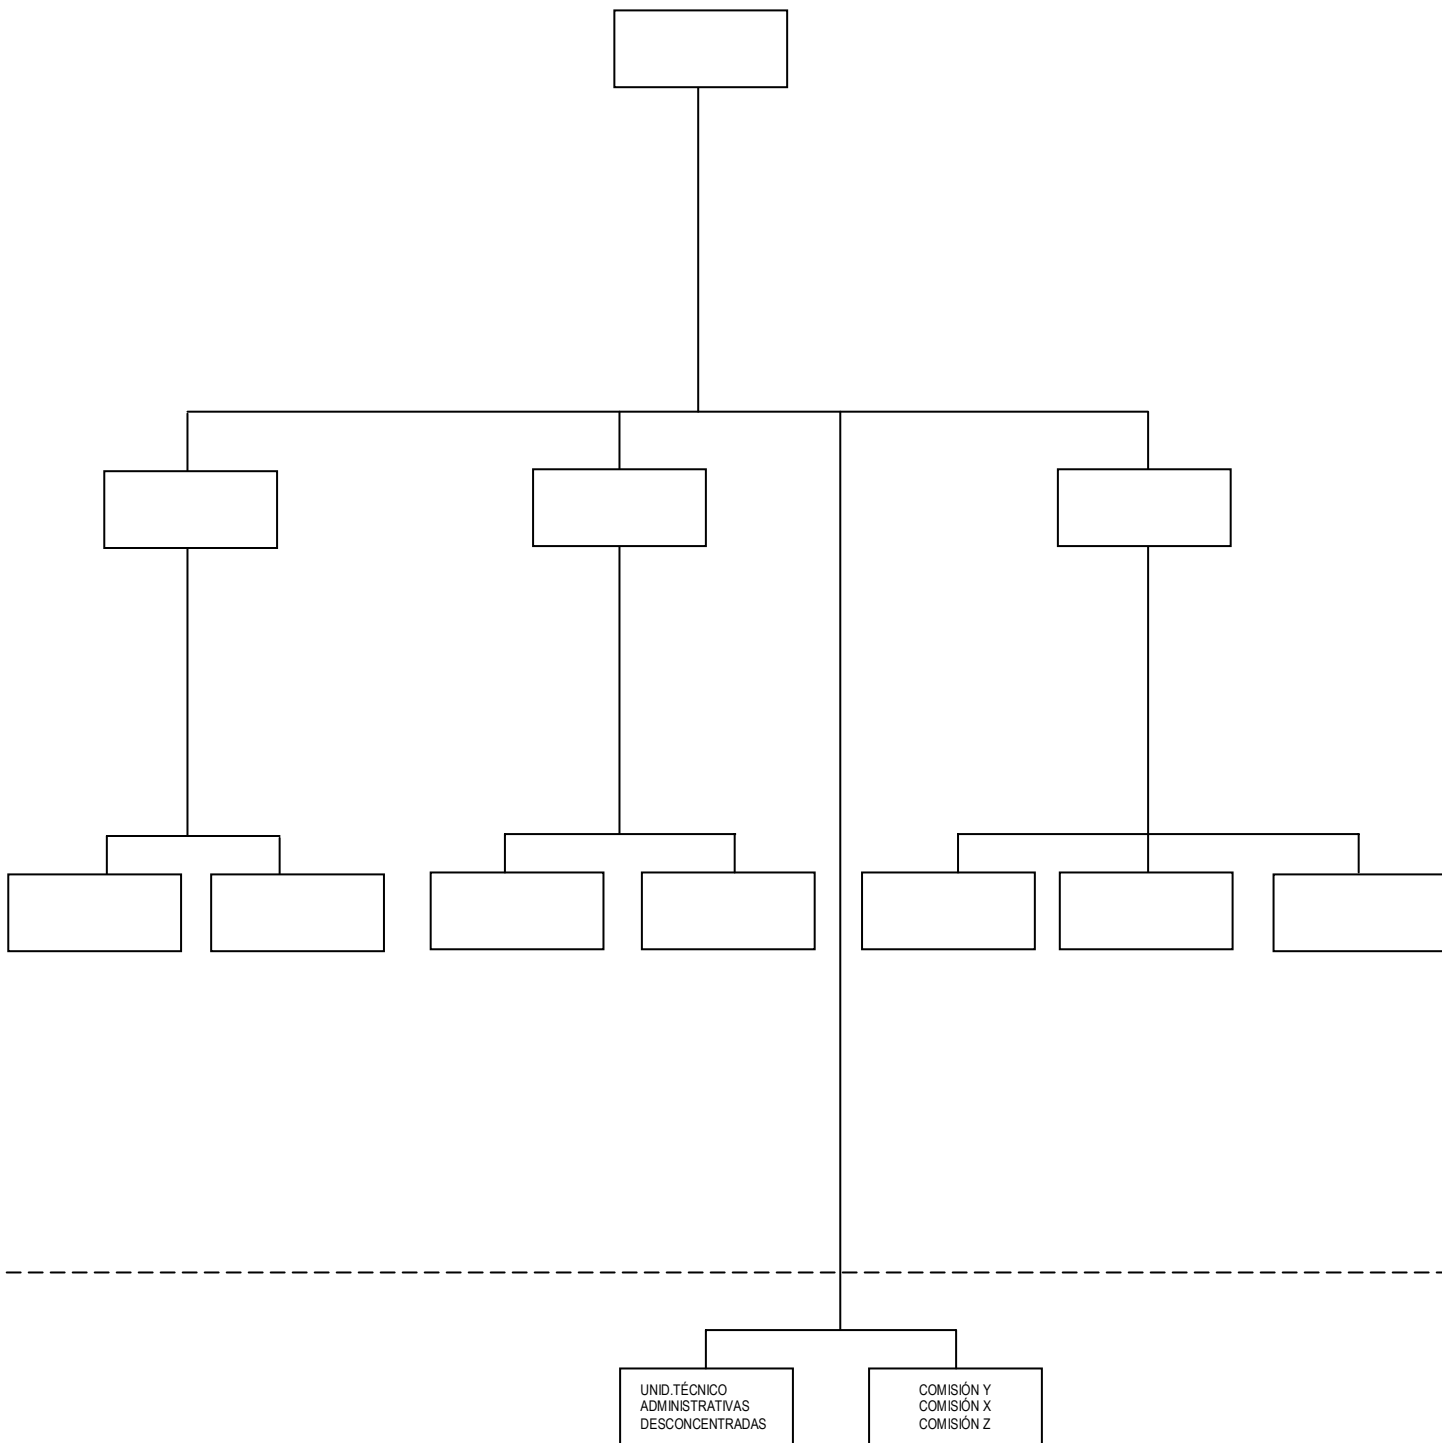 UNID.TÉCNICO
ADMINISTRATIVAS
DESCONCENTRADAS
COMISIÓN Y
COMISIÓN X
COMISIÓN Z